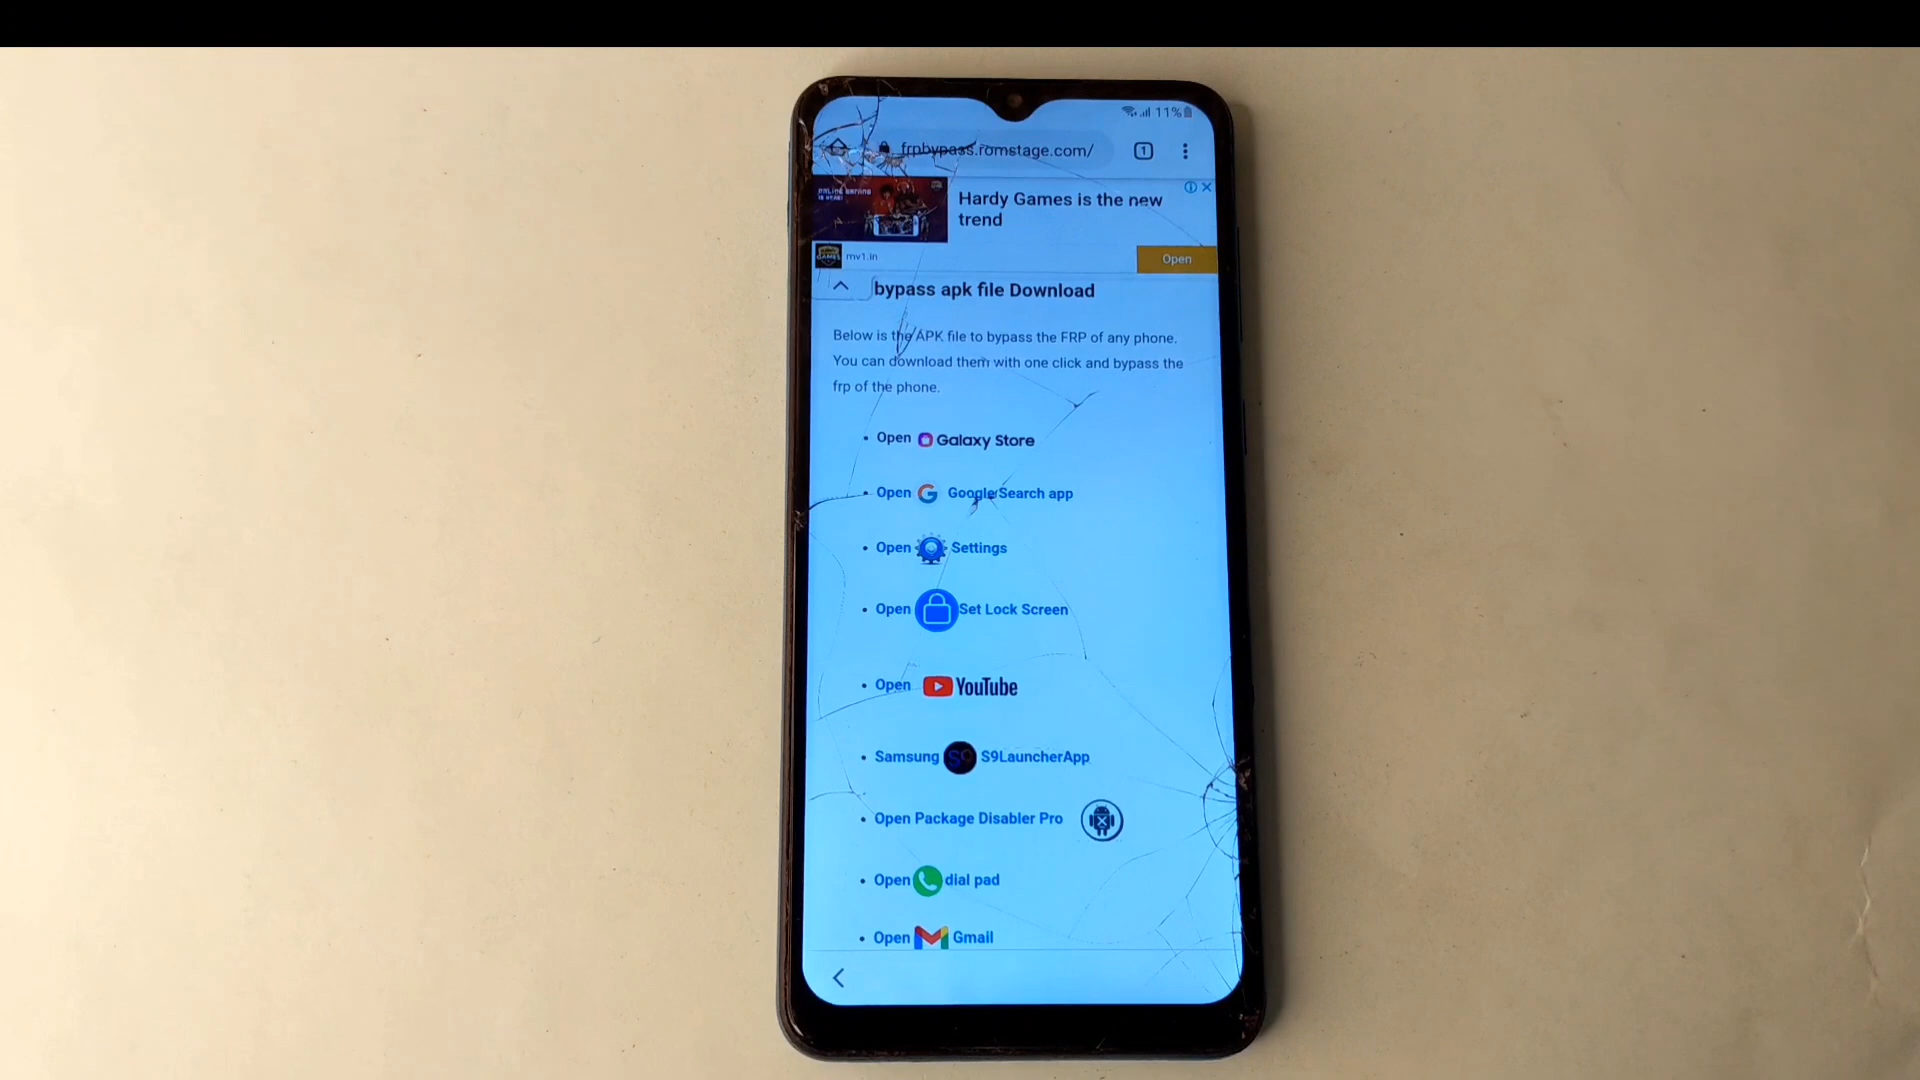 11%
frpbypass.romstage.com/
1
Hardy Games is the new
trend
mv1.in
Open
bypass apk file Download
Below is the APK file to bypass the FRP of any phone.
You can download them with one click and bypass the
frp of the phone.
Open Galaxy Store
Open G Google Search app
Open Settings
Open Set Lock Screen
Open YouTube
Samsung S9 S9LauncherApp
Open Package Disabler Pro
Open dial pad
Open Gmail